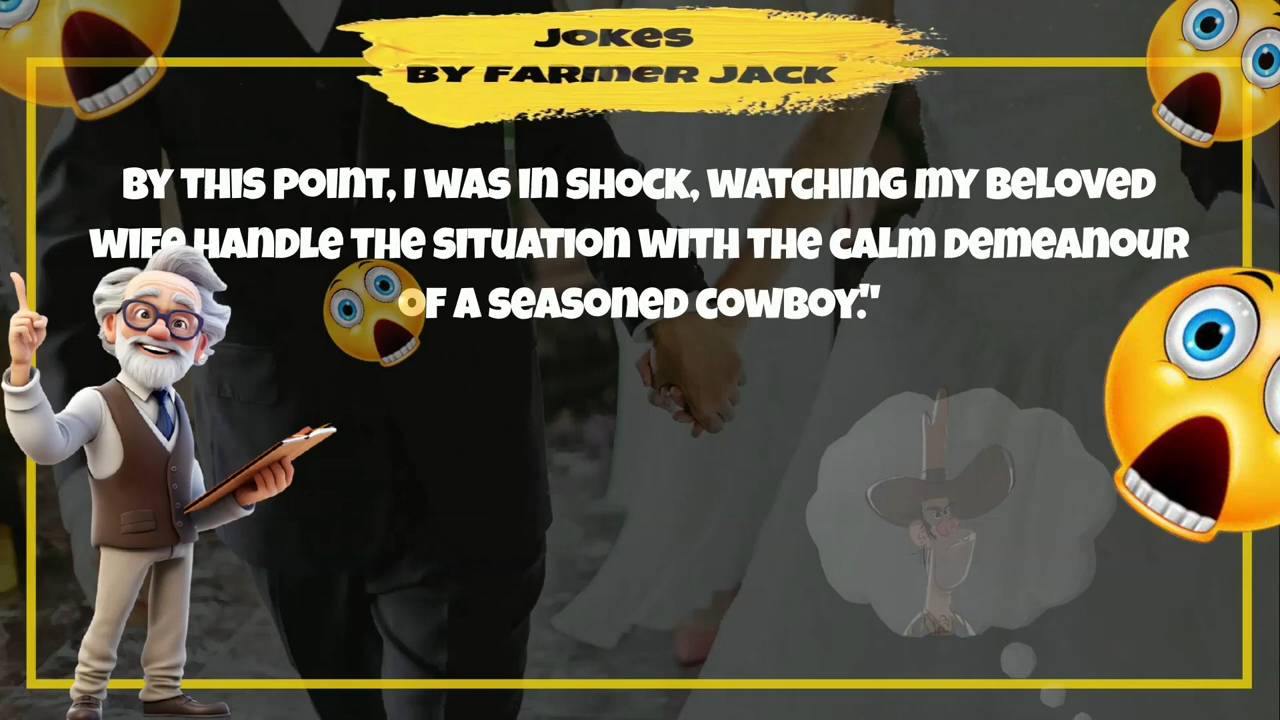 JOKES
BY FARMER JACK
BY THIS POINT, I WAS IN SHOCK, WATCHING MY BELOVED
WIFE HANDLE THE SITUATION WITH THE CALM DEMEANOUR
OF A SEASONED COWBOY."